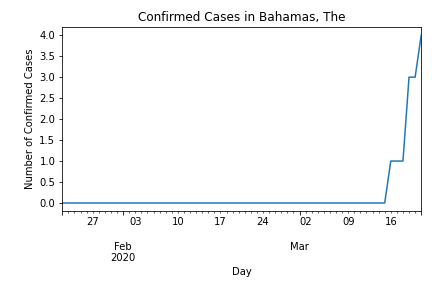 Confirmed Cases in Bahamas, The
Number of Confirmed Cases
4.0
3.5
3.0
2.5
2.0
1.5
1.0
0.5
0.0
27 03 10 17 24 02 09 16
Feb Mar
2020
Day